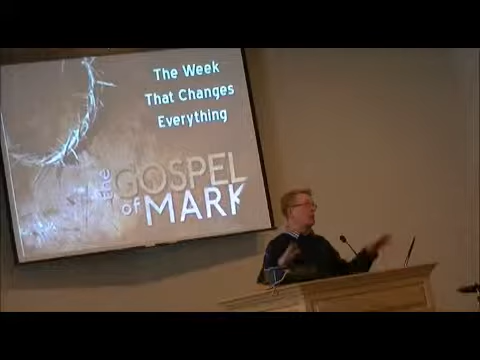 The Week
That Changes
Everything
the GOSPEL
of MARK